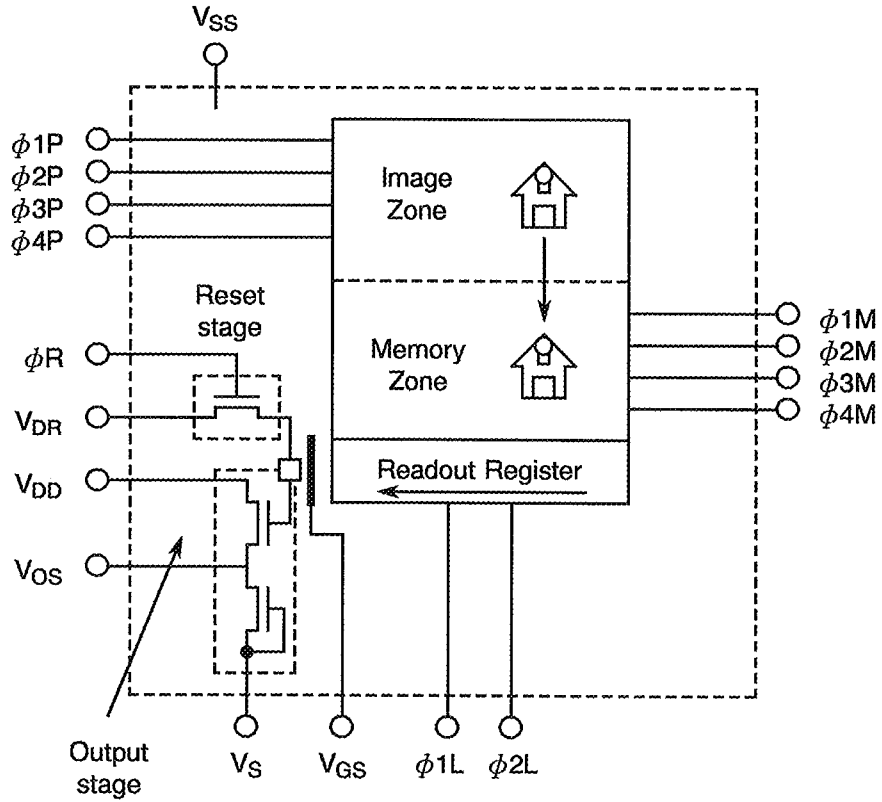 VSS
ϕ1P
ϕ2P
ϕ3P
ϕ4P
Image
Zone
Reset
stage
ϕR
VDR
VDD
VOS
Memory
Zone
ϕ1M
ϕ2M
ϕ3M
ϕ4M
Readout Register
Output
stage
VS
VGS
ϕ1L
ϕ2L